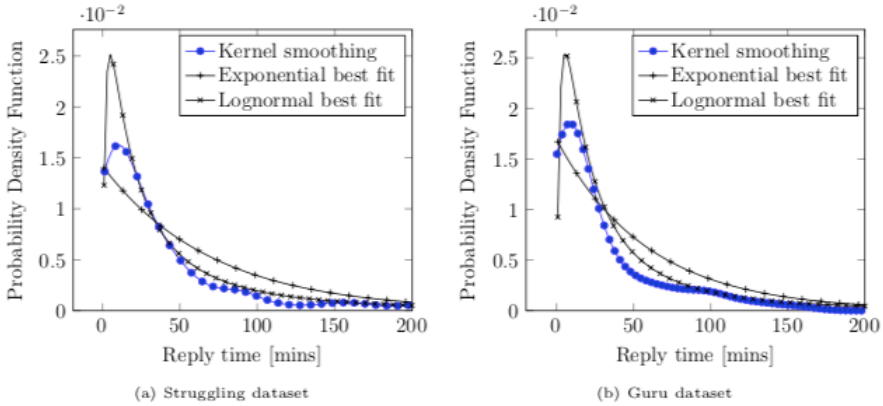 ·10⁻²
2.5
2
1.5
1
0.5
0
Probability Density Function
Kernel smoothing
Exponential best fit
Lognormal best fit
0 50 100 150 200
Reply time [mins]
(a) Struggling dataset
·10⁻²
2.5
2
1.5
1
0.5
0
Probability Density Function
Kernel smoothing
Exponential best fit
Lognormal best fit
0 50 100 150 200
Reply time [mins]
(b) Guru dataset